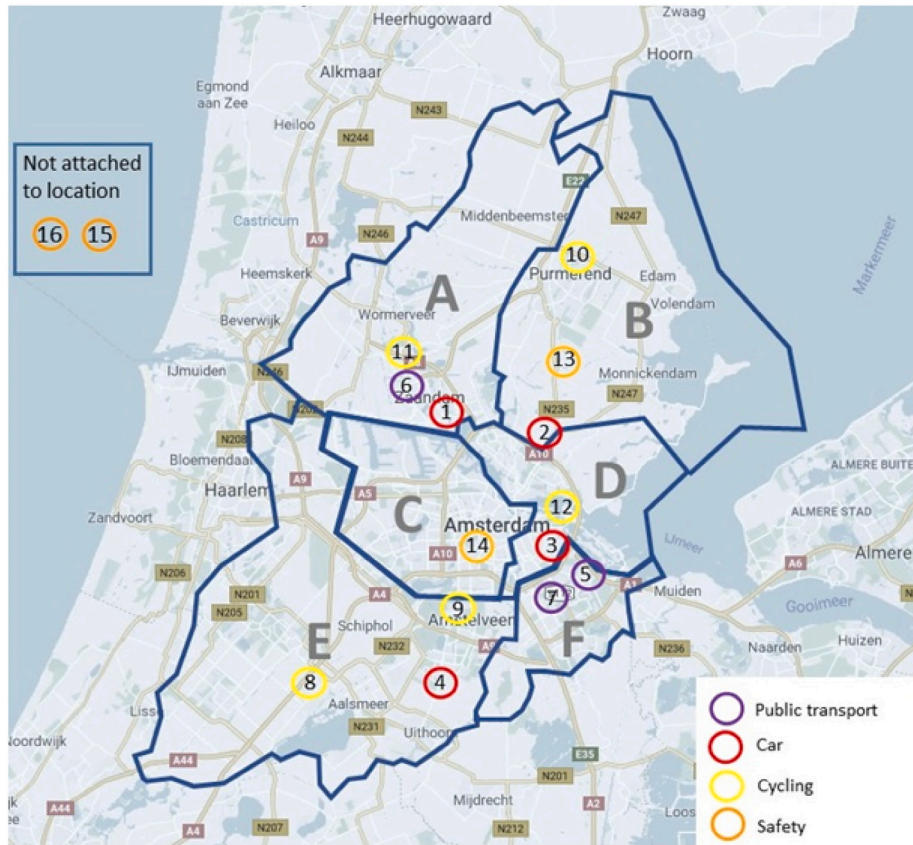 Zwaag
Heerhugowaard
Hoorn
Alkmaar
Egmond
aan Zee
N243
Heiloo
N244
Not attached
to location
16 15
E22
Castricum
Middenbeemster
N247
N246
A9
10
Purmerend
Edam
Heemskerk
A
B
Volendam
Markermeer
Wormerveer
Beverwijk
11
13
Monnickendam
IJmuiden
N246
6
Zaandam
N247
N202
1
N235
2
N208
A10
Bloemendaal
A9
D
ALMERE BUITE
Haarlem
A5
C
12
ALMERE STAD
Zandvoort
Amsterdam
A10
14
3
IJmeer
Almere
N206
5
A6
A1
N201
A4
7
Muiden
N205
9
Amstelveen
Gooimeer
Schiphol
E
N232
A9
F
N236
Huizen
Naarden
8
4
Lisse
Aalsmeer
N231
Uithoorn
Public transport
Noordwijk
A44
E35
Car
N201
Cycling
Mijdrecht
A2
A44
A4
N207
N212
Loos
Safety